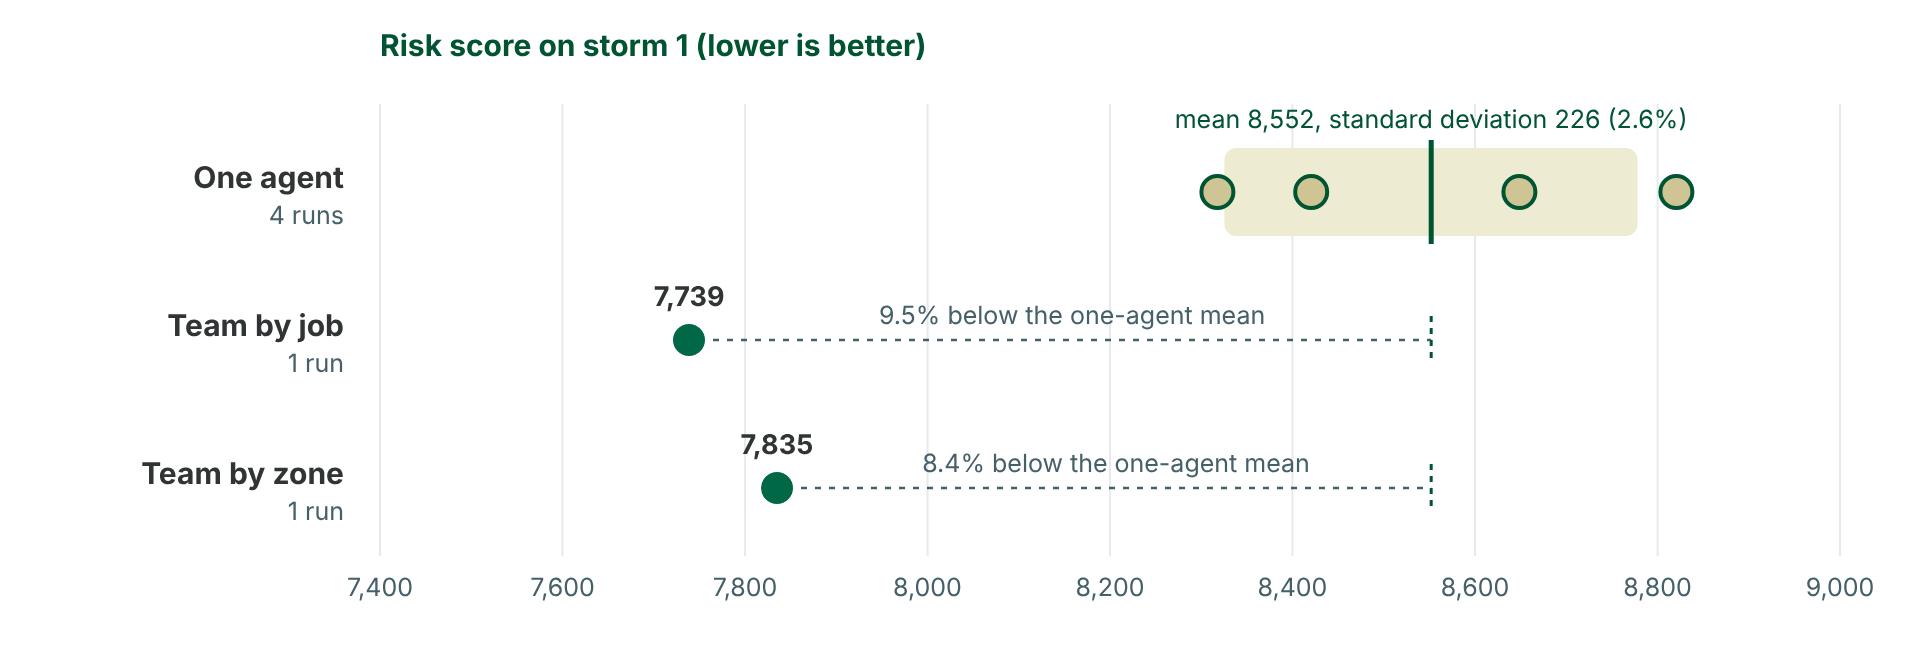 Risk score on storm 1 (lower is better)
mean 8,552, standard deviation 226 (2.6%)
One agent
4 runs
7,739
9.5% below the one-agent mean
Team by job
1 run
7,835
8.4% below the one-agent mean
Team by zone
1 run
7,400 7,600 7,800 8,000 8,200 8,400 8,600 8,800 9,000